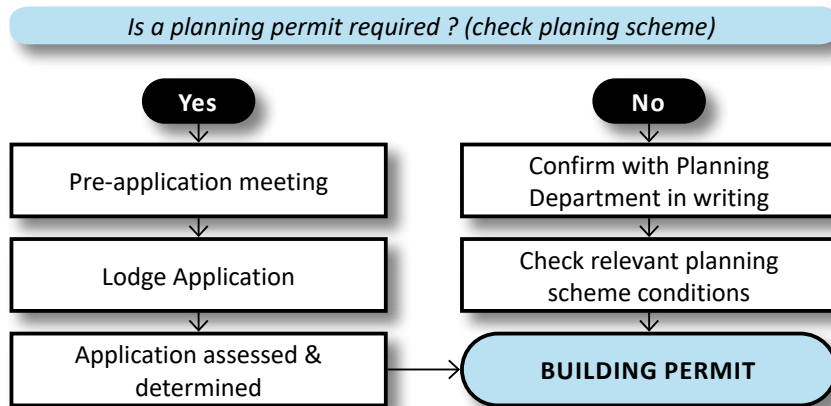 Is a planning permit required ? (check planing scheme)
Yes
Pre-application meeting
Lodge Application
Application assessed &
determined
No
Confirm with Planning
Department in writing
Check relevant planning
scheme conditions
BUILDING PERMIT